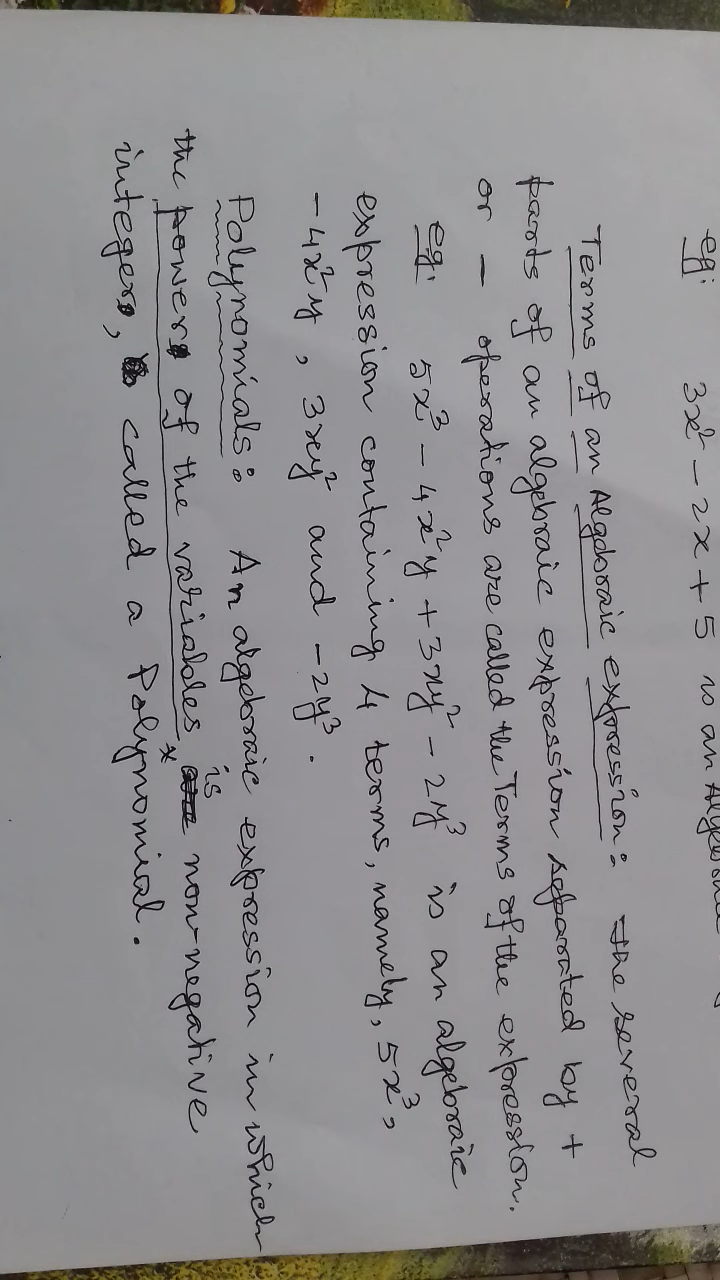 eg: 3x² - 2x + 5 is an
Terms of an Algebraic expression: The several
parts of an algebraic expression separated by +
or - operations are called the Terms of the expression.
eg. 5x³ - 4x²y + 3xy² - 2y³ is an algebraic
expression containing 4 terms, namely, 5x³,
-4x²y, 3xy² and -2y³.
Polynomials: An algebraic expression in which
the powers of the variables is non-negative
integers, called a Polynomial.